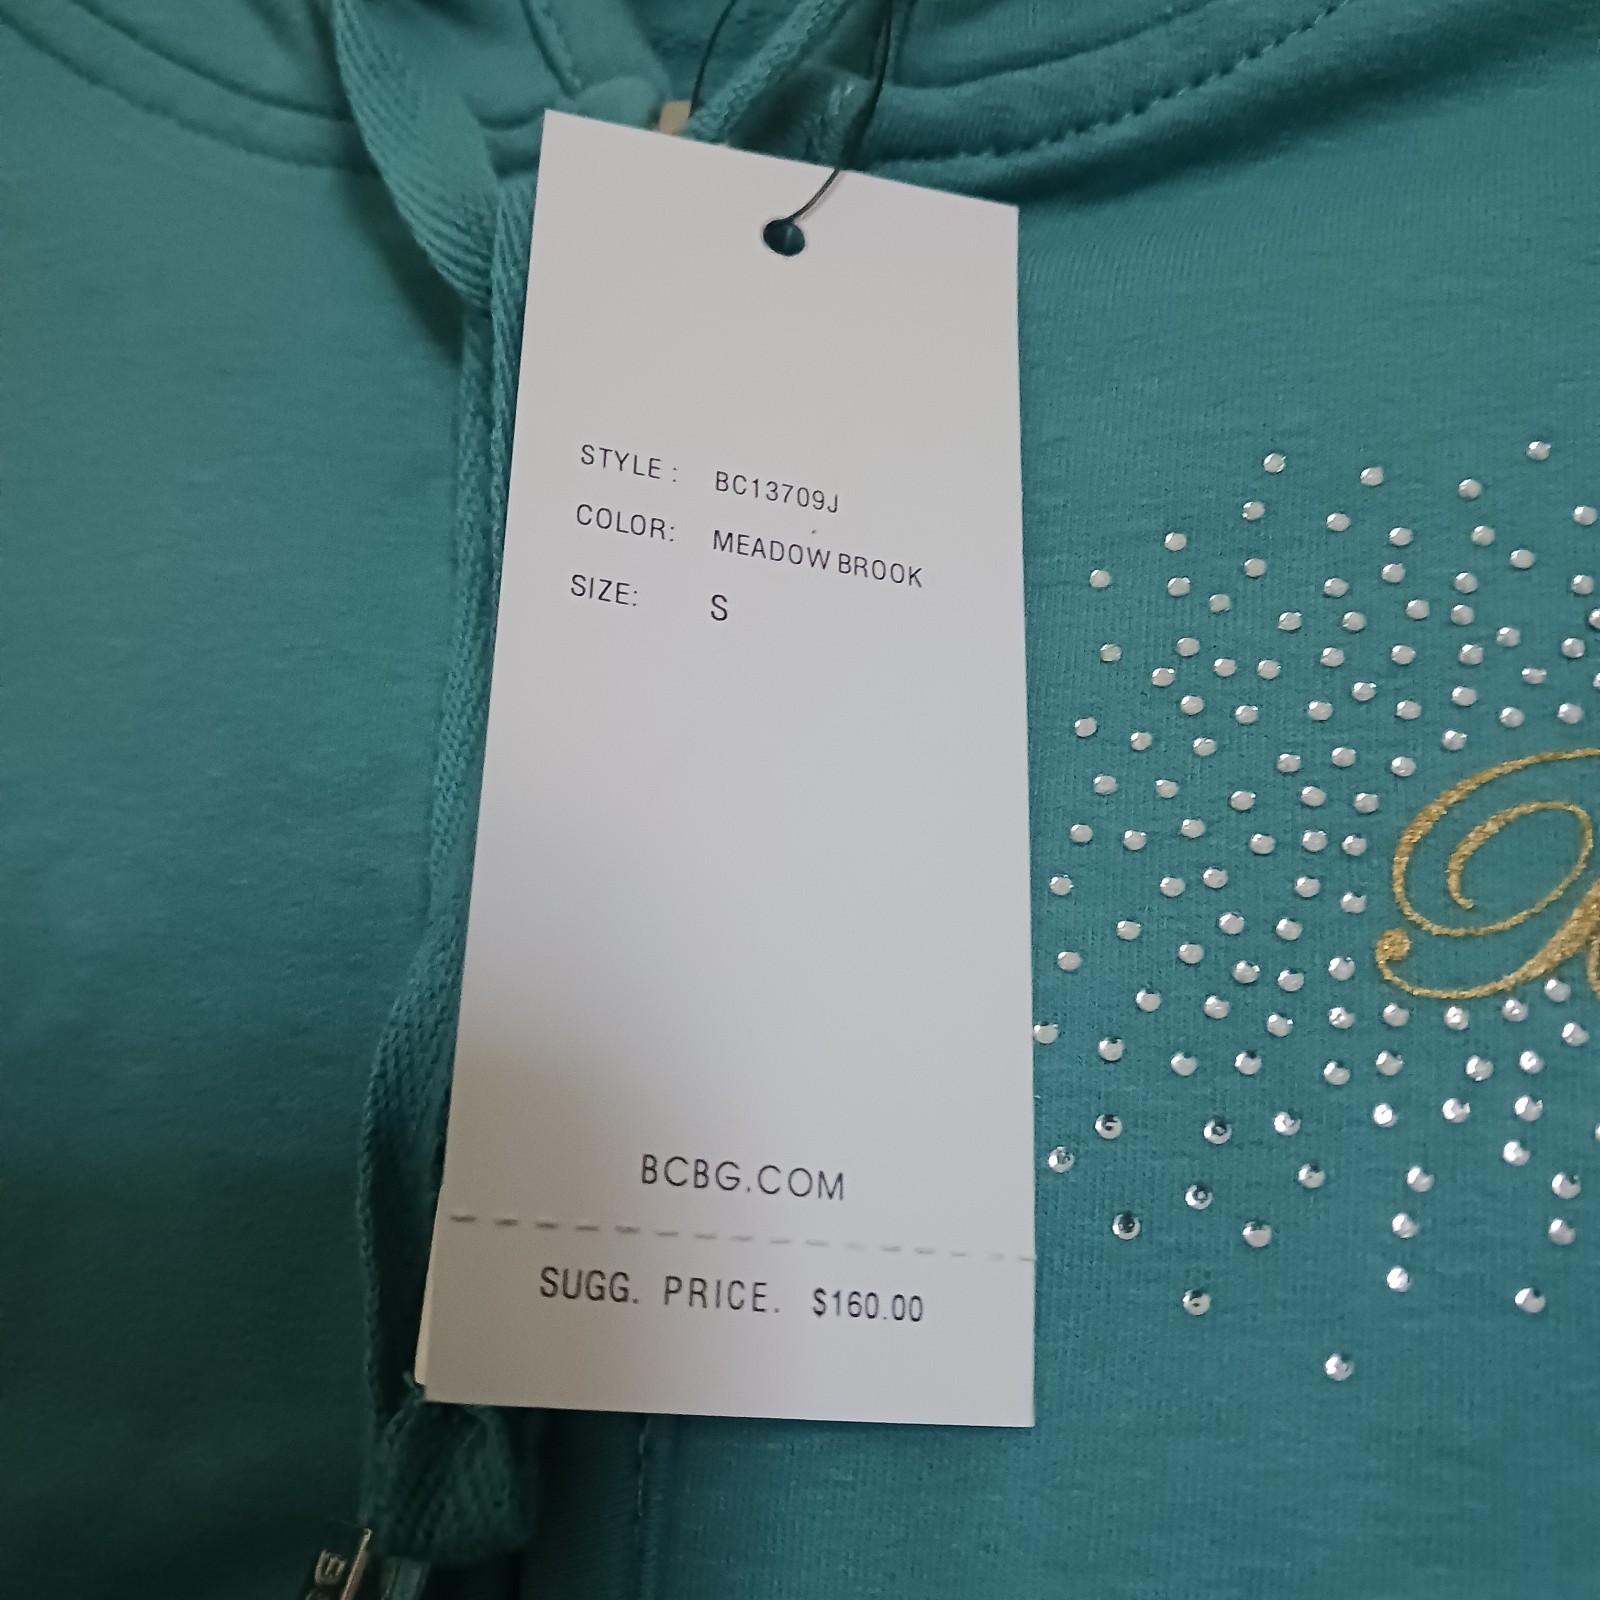 STYLE: BC13709J
COLOR: MEADOW BROOK
SIZE: S
BCBG.COM
SUGG. PRICE. $160.00